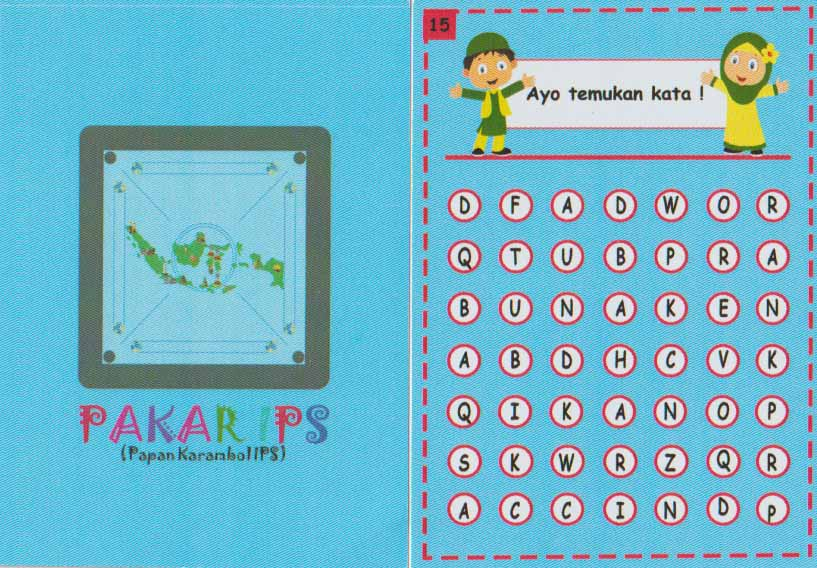 PAKAR IPS
(Papan Karambol IPS)
15
Ayo temukan kata !
D F A D W O R
Q T U B P R A
B U N A K E N
A B D H C V K
Q I K A N O P
S K W R Z Q R
A C C I N D P